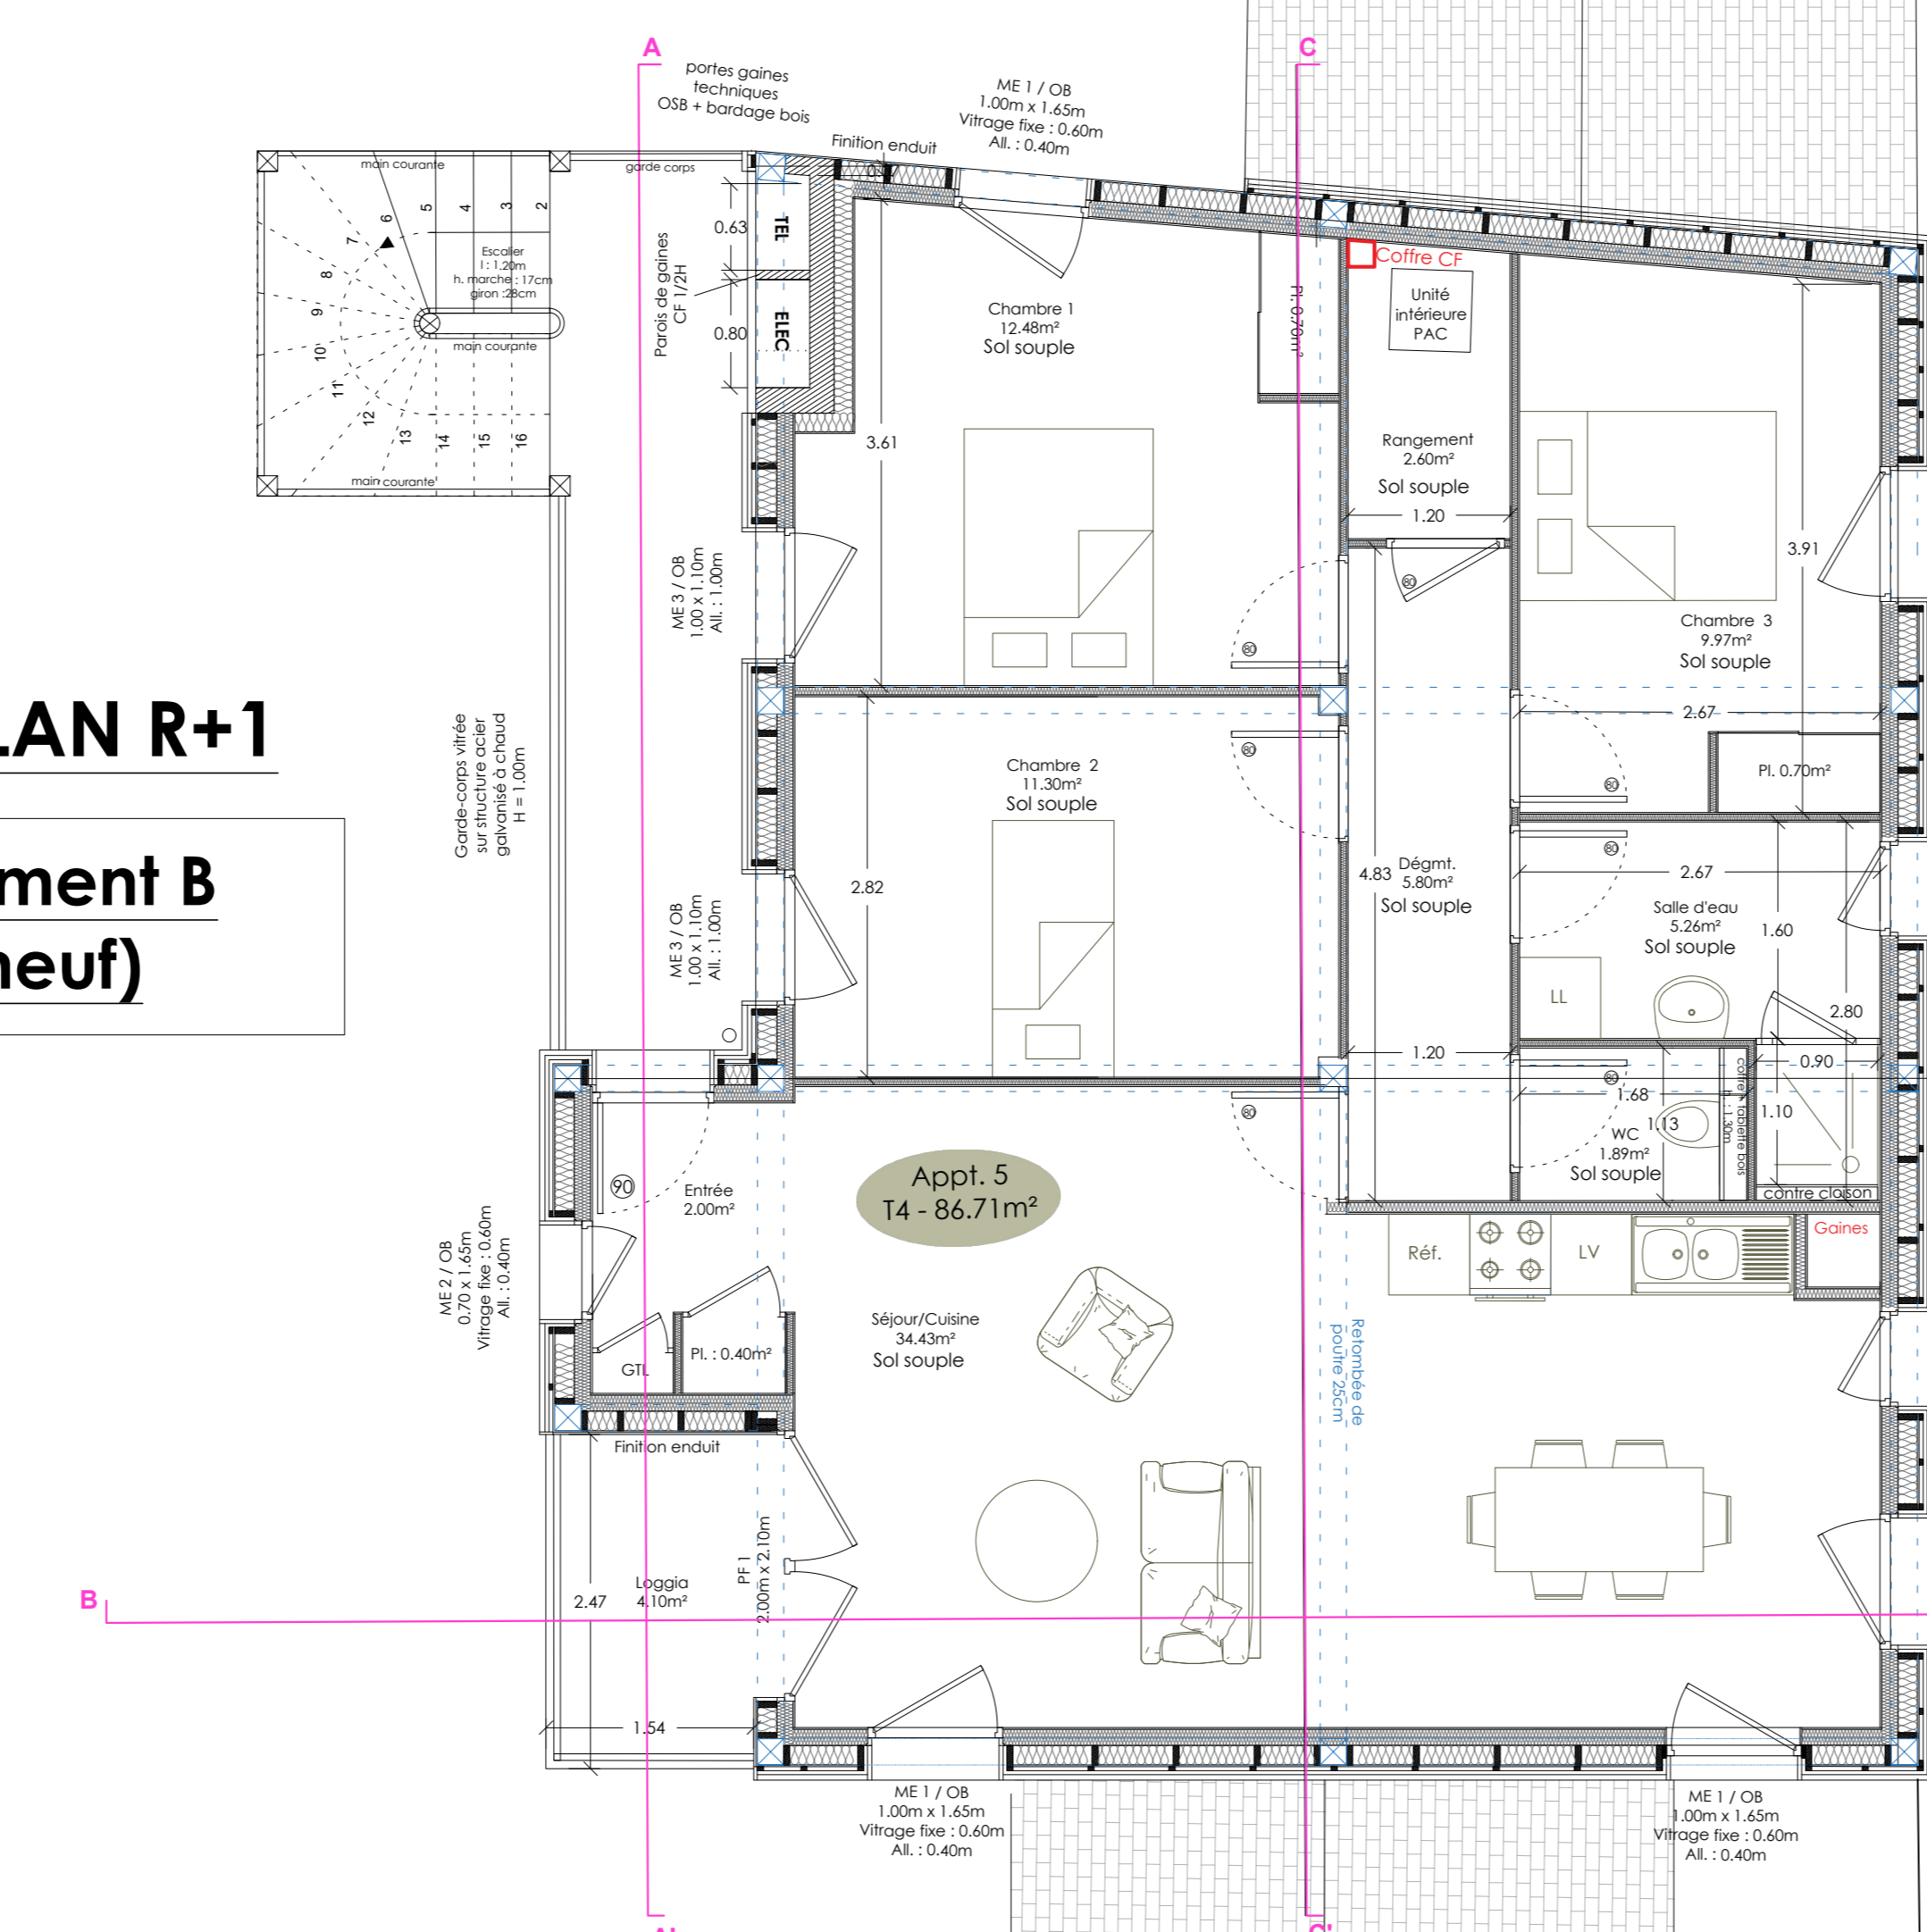 A
C
portes gaines
techniques
OSB + bardage bois
ME 1 / OB
1.00m x 1.65m
Vitrage fixe : 0.60m
All. : 0.40m
Finition enduit
main courante
garde corps
2
3
4
5
6
7
8
9
10
11
12
13
14
15
16
Escalier
l : 1.20m
h. marche : 17cm
giron :28cm
main courante
main courante
0.63
TEL
Parois de gaines
CF 1/2H
0.80
ELEC
Chambre 1
12.48m²
Sol souple
Pl. 0.70m²
Coffre CF
Unité
intérieure
PAC
3.61
Rangement
2.60m²
Sol souple
1.20
80
3.91
ME 3 / OB
1.00 x 1.10m
All. : 1.00m
80
Chambre 3
9.97m²
Sol souple
LAN R+1
Garde-corps vitrée
sur structure acier
galvanisé à chaud
H = 1.00m
2.67
80
Chambre 2
11.30m²
Sol souple
Pl. 0.70m²
80
ment B
neuf)
2.82
4.83
Dégmt.
5.80m²
Sol souple
80
2.67
Salle d'eau
5.26m²
Sol souple
1.60
ME 3 / OB
1.00 x 1.10m
All. : 1.00m
LL
2.80
1.20
0.90
80
1.68
80
1.13
WC
1.89m²
Sol souple
coffre + tablette bois
h : 1.30m
1.10
contre cloison
Appt. 5
T4 - 86.71m²
90
Entrée
2.00m²
ME 2 / OB
0.70 x 1.65m
Vitrage fixe : 0.60m
All. : 0.40m
Réf.
LV
Gaines
Séjour/Cuisine
34.43m²
Sol souple
GTL
Pl. : 0.40m²
Retombée de
poutre 25cm
Finition enduit
PF 1
2.00m x 2.10m
Loggia
4.10m²
2.47
B
1.54
ME 1 / OB
1.00m x 1.65m
Vitrage fixe : 0.60m
All. : 0.40m
ME 1 / OB
1.00m x 1.65m
Vitrage fixe : 0.60m
All. : 0.40m
A'
C'